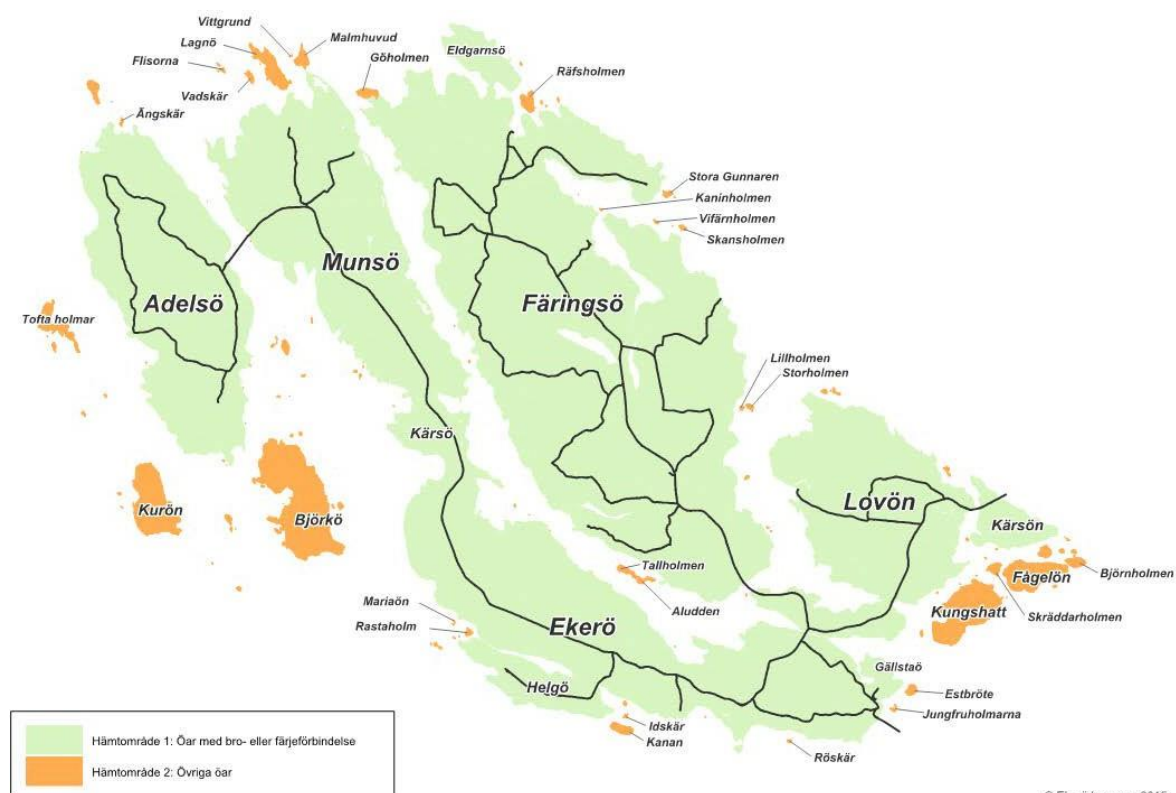 Vittgrund
Lagnö
Malmhuvud
Flisorna
Göholmen
Eldgarnsö
Räfsholmen
Vadskär
Ängskär
Stora Gunnaren
Kaninholmen
Vifärnholmen
Skansholmen
Munsö
Adelsö
Färingsö
Tofta holmar
Lillholmen
Storholmen
Kärsö
Lovön
Kurön
Björkö
Kärsön
Tallholmen
Björnholmen
Fågelön
Aludden
Kungshatt
Skräddarholmen
Mariaön
Rastaholm
Ekerö
Gällstaö
Helgö
Estbröte
Jungfruholmarna
Idskär
Kanan
Röskär
Hämtområde 1: Öar med bro- eller färjeförbindelse
Hämtområde 2: Övriga öar